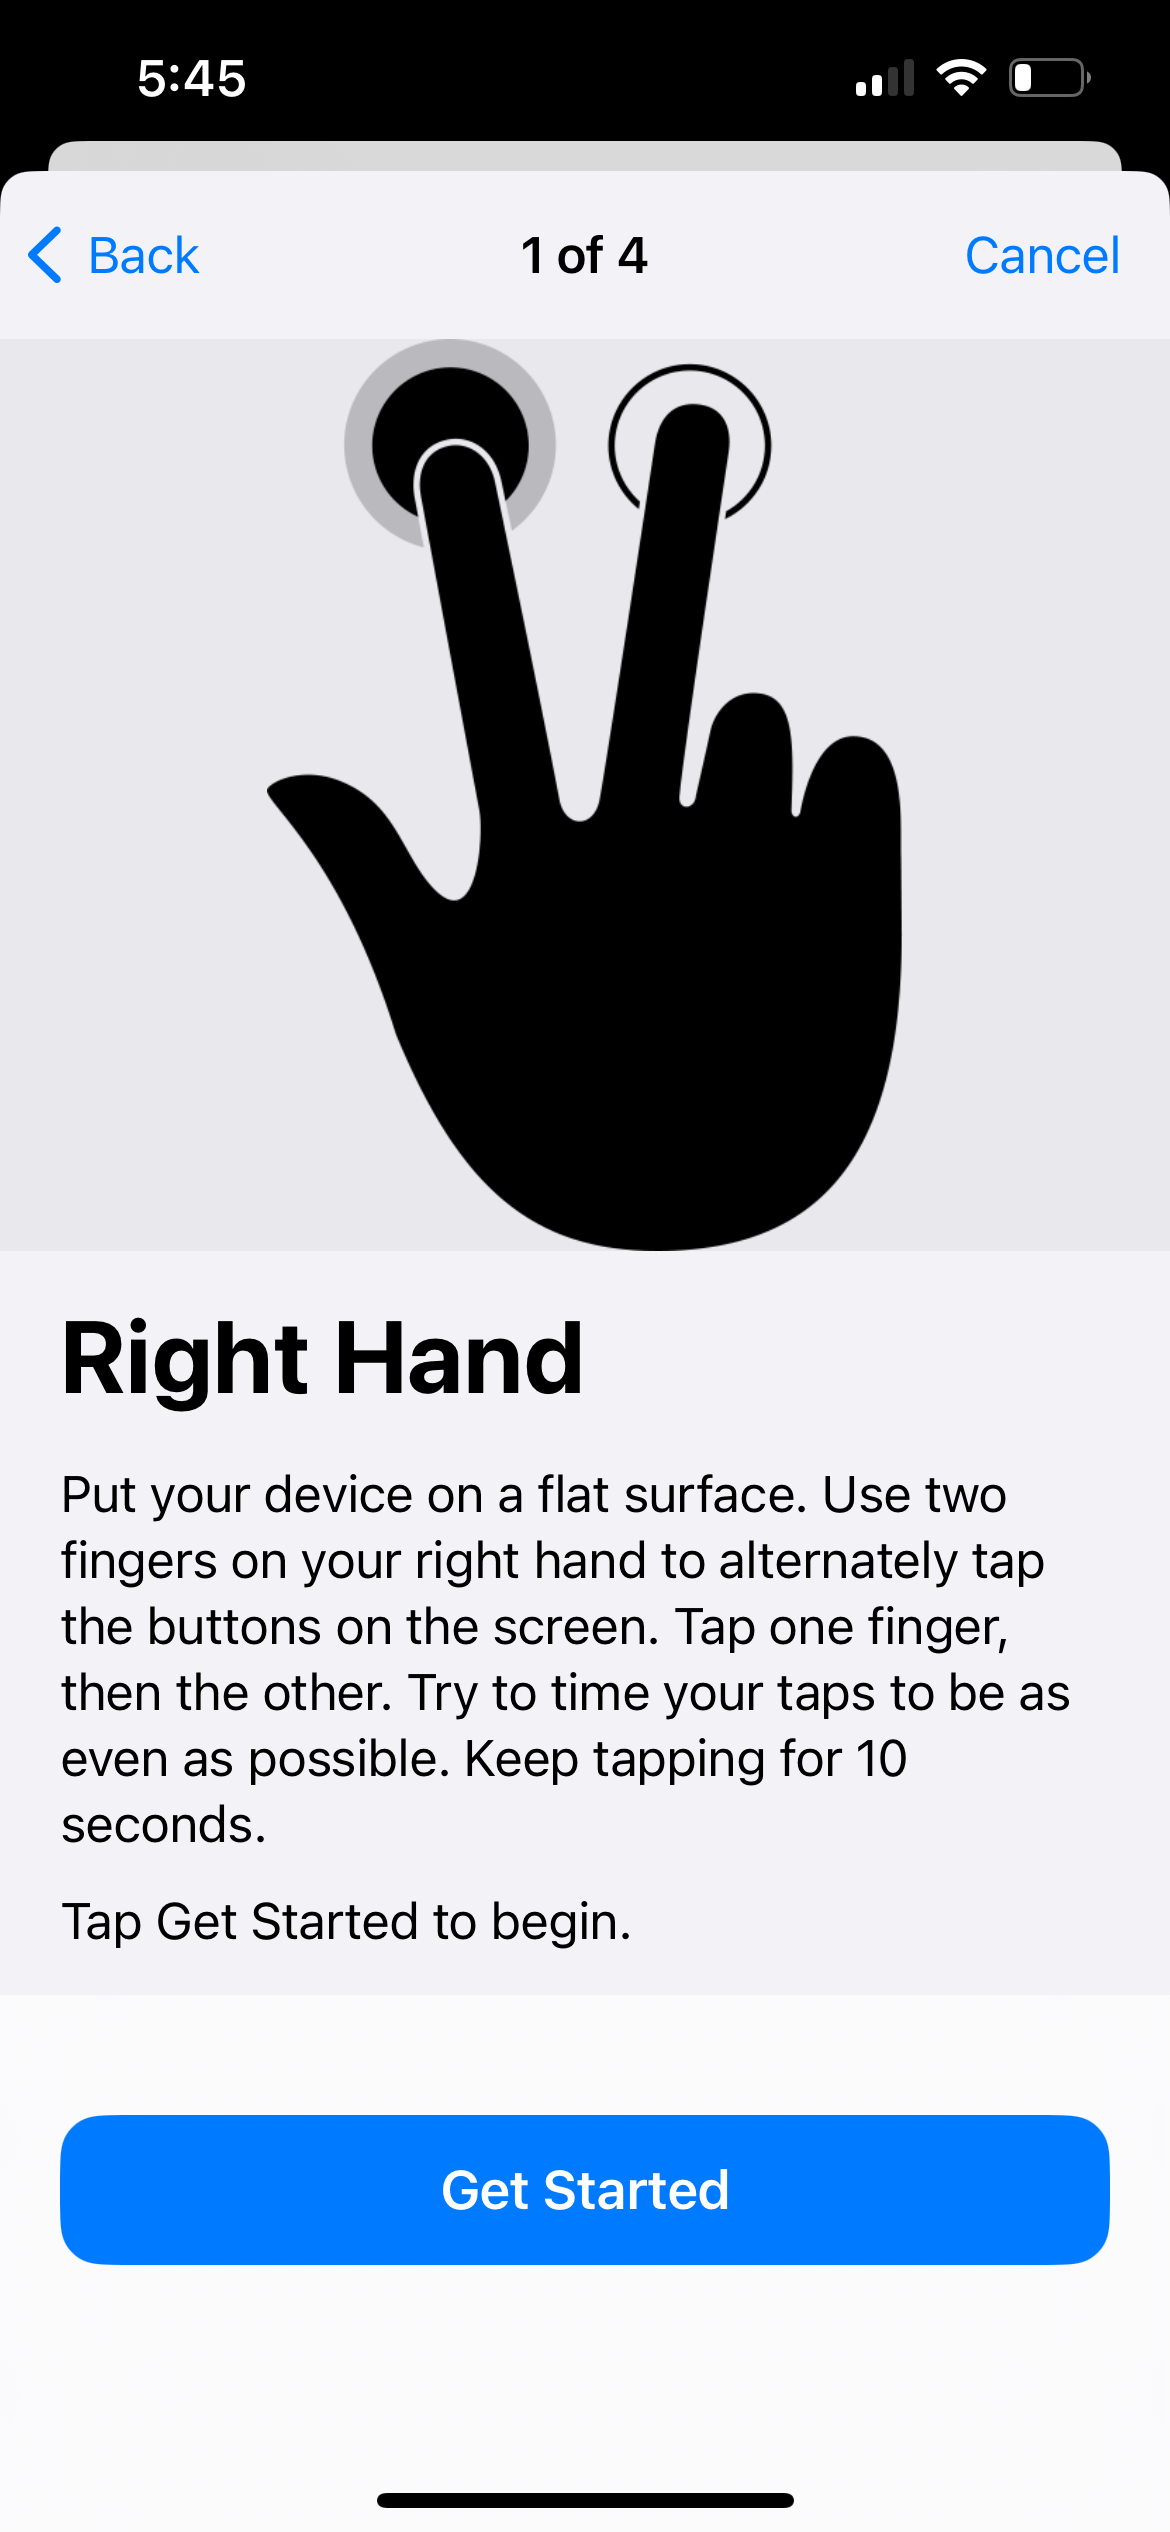 5:45
Back
1 of 4
Cancel
Right Hand
Put your device on a flat surface. Use two
fingers on your right hand to alternately tap
the buttons on the screen. Tap one finger,
then the other. Try to time your taps to be as
even as possible. Keep tapping for 10
seconds.
Tap Get Started to begin.
Get Started